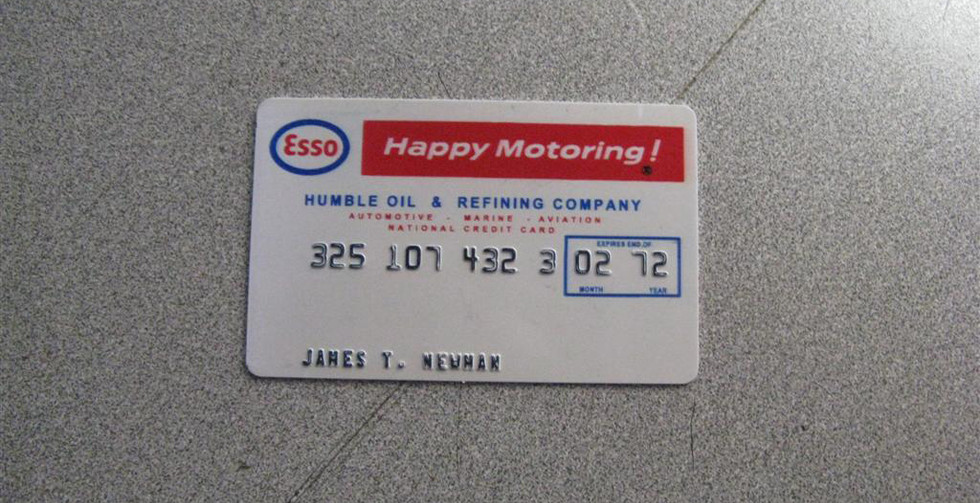 Esso
Happy Motoring!
HUMBLE OIL & REFINING COMPANY
AUTOMOTIVE - MARINE - AVIATION
NATIONAL CREDIT CARD
325 107 432 3
EXPIRES END OF
02 72
MONTH YEAR
JAMES T. NEWMAN